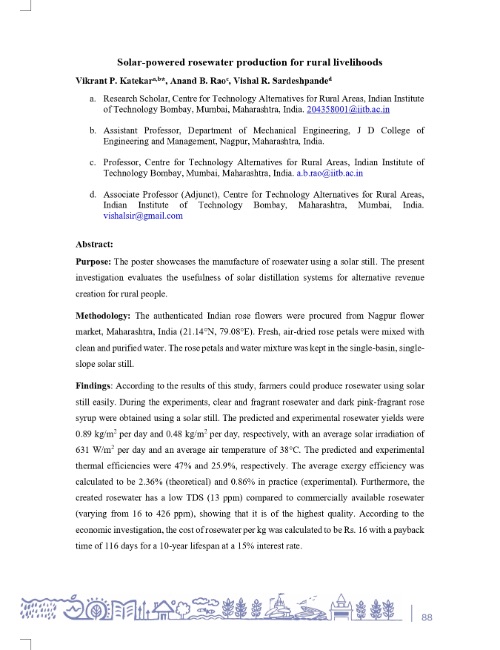 Solar-powered rosewater production for rural livelihoods
Vikrant P. Katekarᵃ,ᵇ*, Anand B. Raoᶜ, Vishal R. Sardeshpandeᵈ
a. Research Scholar, Centre for Technology Alternatives for Rural Areas, Indian Institute
of Technology Bombay, Mumbai, Maharashtra, India. 204358001@iitb.ac.in
b. Assistant Professor, Department of Mechanical Engineering, J D College of
Engineering and Management, Nagpur, Maharashtra, India.
c. Professor, Centre for Technology Alternatives for Rural Areas, Indian Institute of
Technology Bombay, Mumbai, Maharashtra, India. a.b.rao@iitb.ac.in
d. Associate Professor (Adjunct), Centre for Technology Alternatives for Rural Areas,
Indian Institute of Technology Bombay, Maharashtra, Mumbai, India.
vishalsir@gmail.com
Abstract:
Purpose: The poster showcases the manufacture of rosewater using a solar still. The present
investigation evaluates the usefulness of solar distillation systems for alternative revenue
creation for rural people.
Methodology: The authenticated Indian rose flowers were procured from Nagpur flower
market, Maharashtra, India (21.14°N, 79.08°E). Fresh, air-dried rose petals were mixed with
clean and purified water. The rose petals and water mixture was kept in the single-basin, single-
slope solar still.
Findings: According to the results of this study, farmers could produce rosewater using solar
still easily. During the experiments, clear and fragrant rosewater and dark pink-fragrant rose
syrup were obtained using a solar still. The predicted and experimental rosewater yields were
0.89 kg/m² per day and 0.48 kg/m² per day, respectively, with an average solar irradiation of
631 W/m² per day and an average air temperature of 38°C. The predicted and experimental
thermal efficiencies were 47% and 25.9%, respectively. The average exergy efficiency was
calculated to be 2.36% (theoretical) and 0.86% in practice (experimental). Furthermore, the
created rosewater has a low TDS (13 ppm) compared to commercially available rosewater
(varying from 16 to 426 ppm), showing that it is of the highest quality. According to the
economic investigation, the cost of rosewater per kg was calculated to be Rs. 16 with a payback
time of 116 days for a 10-year lifespan at a 15% interest rate.
88